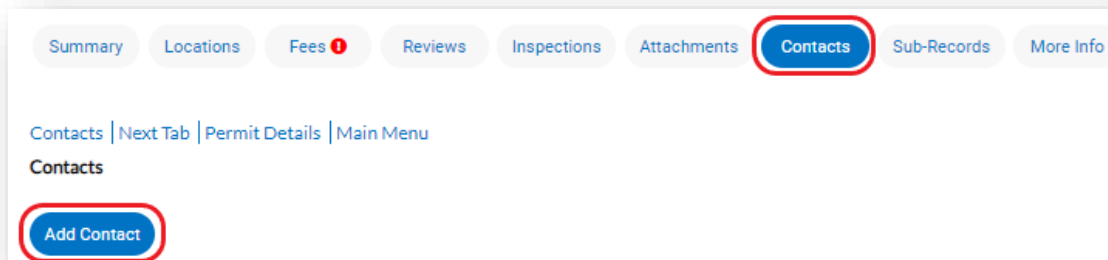 Summary Locations Fees Reviews Inspections Attachments Contacts Sub-Records More Info
Contacts | Next Tab | Permit Details | Main Menu
Contacts
Add Contact